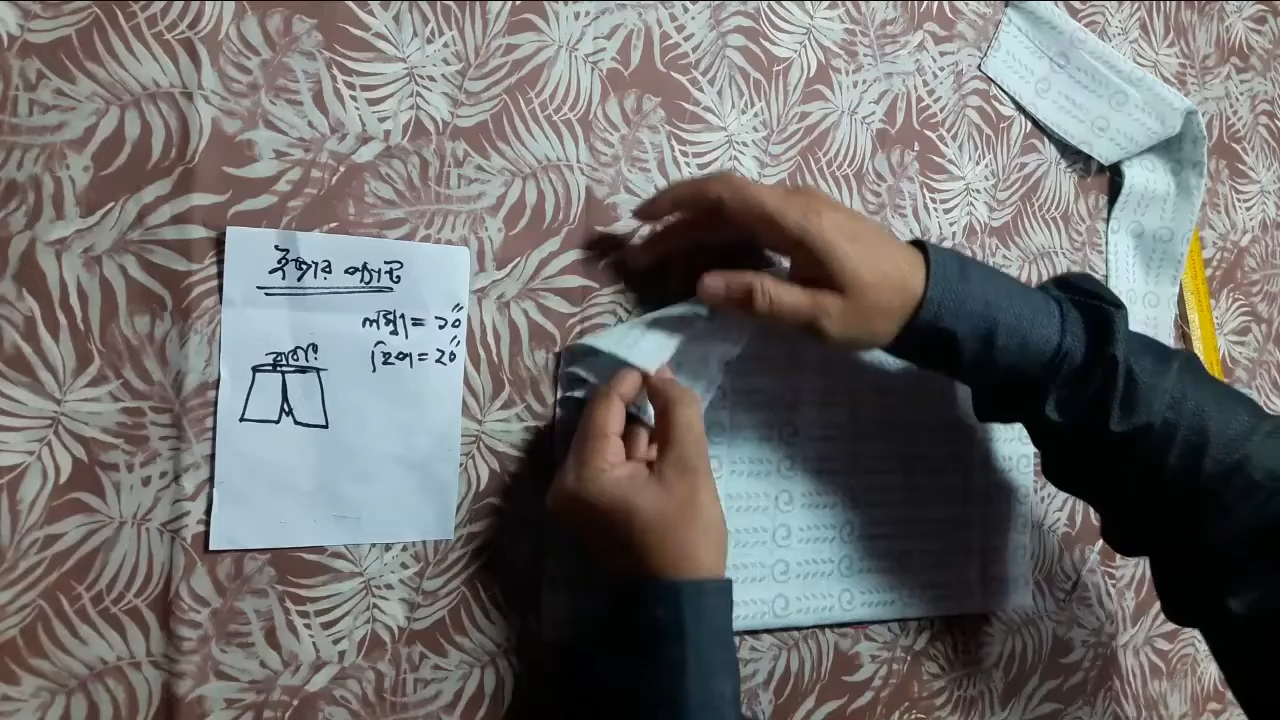 ইজার প্যান্ট
লম্বা = ১০"
হিপ = ২০"
রাবার